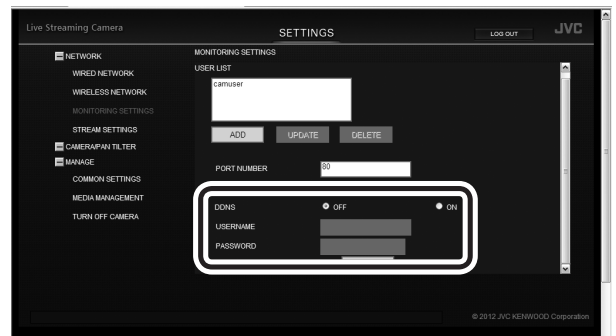 Live Streaming Camera
SETTINGS
LOG OUT
JVC
NETWORK
WIRED NETWORK
WIRELESS NETWORK
MONITORING SETTINGS
STREAM SETTINGS
CAMERA/PAN TILTER
MANAGE
COMMON SETTINGS
MEDIA MANAGEMENT
TURN OFF CAMERA
MONITORING SETTINGS
USER LIST
camuser
ADD UPDATE DELETE
PORT NUMBER 80
DDNS OFF ON
USERNAME
PASSWORD
© 2012 JVC KENWOOD Corporation